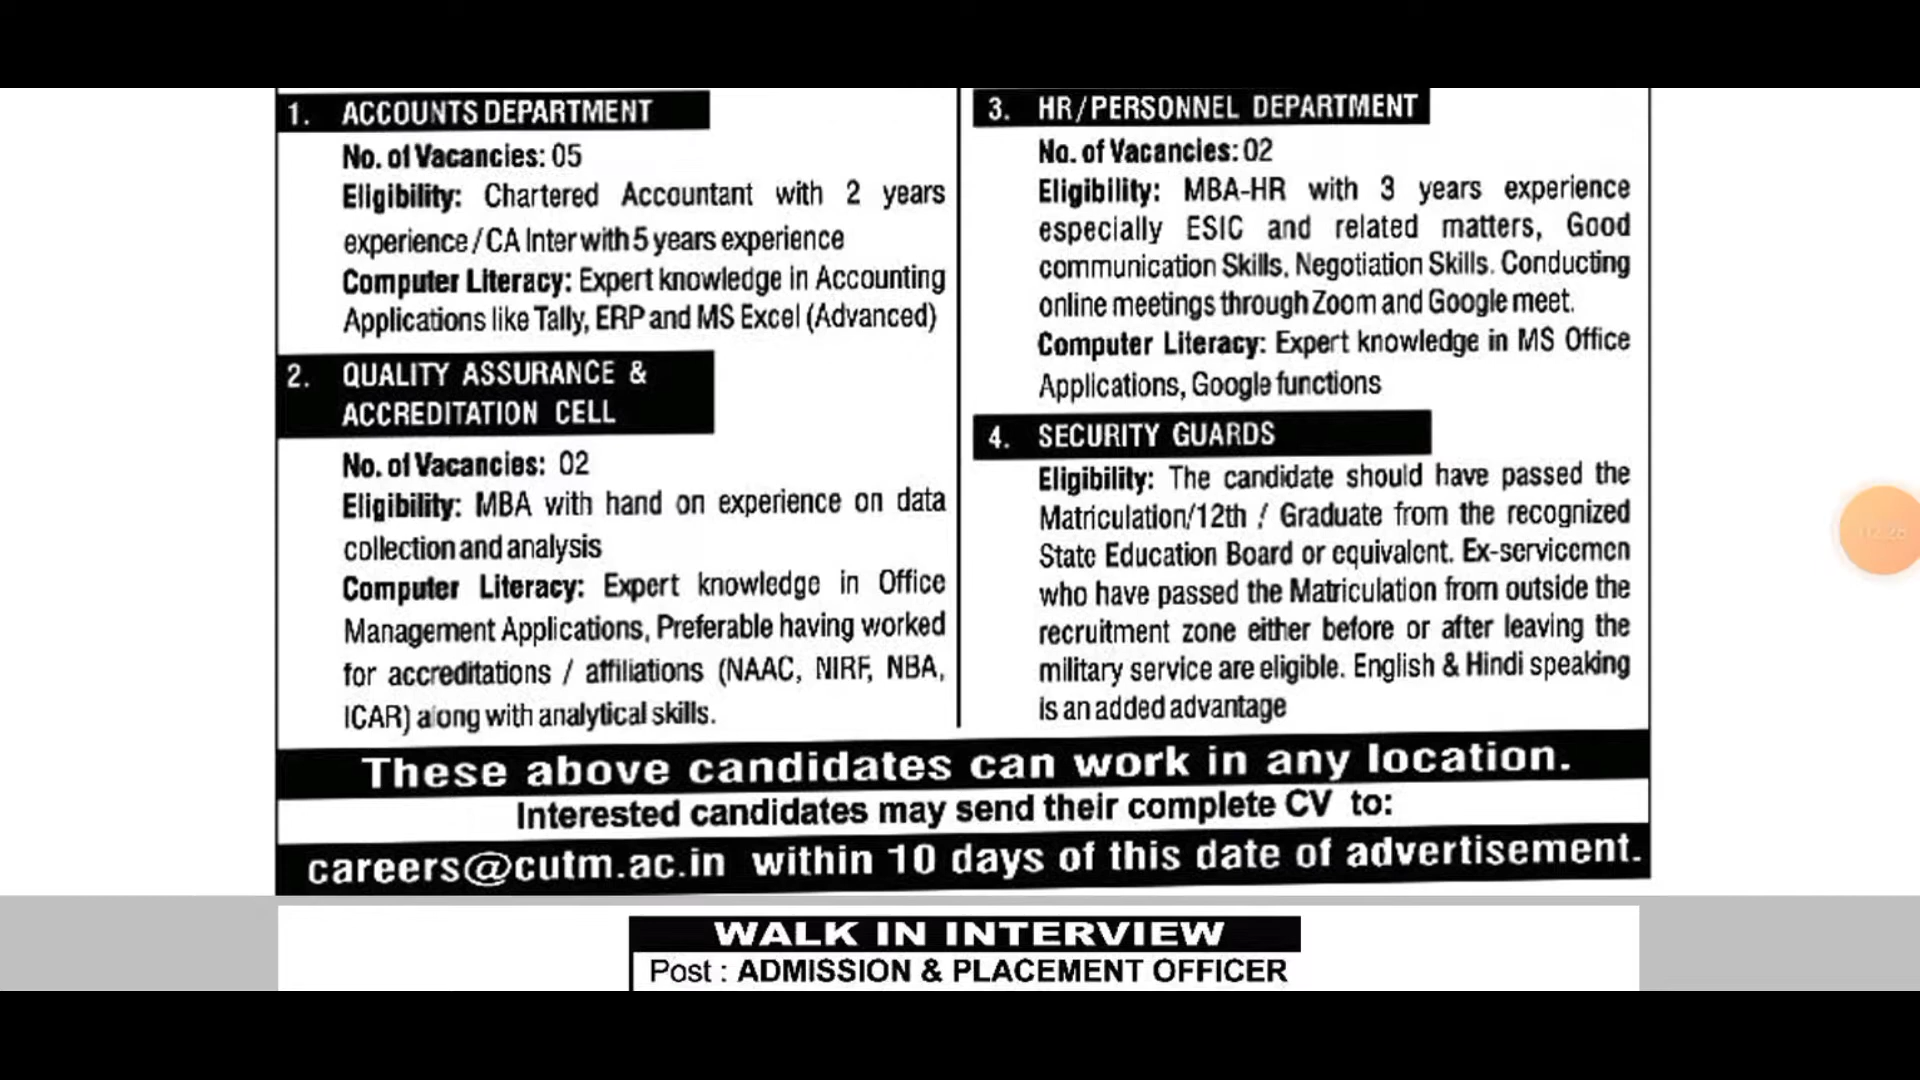 1. ACCOUNTS DEPARTMENT
No. of Vacancies: 05
Eligibility: Chartered Accountant with 2 years
experience / CA Inter with 5 years experience
Computer Literacy: Expert knowledge in Accounting
Applications like Tally, ERP and MS Excel (Advanced)
2. QUALITY ASSURANCE &
ACCREDITATION CELL
No. of Vacancies: 02
Eligibility: MBA with hand on experience on data
collection and analysis
Computer Literacy: Expert knowledge in Office
Management Applications, Preferable having worked
for accreditations / affiliations (NAAC, NIRF, NBA,
ICAR) along with analytical skills.
3. HR/PERSONNEL DEPARTMENT
No. of Vacancies: 02
Eligibility: MBA-HR with 3 years experience
especially ESIC and related matters, Good
communication Skills, Negotiation Skills. Conducting
online meetings through Zoom and Google meet.
Computer Literacy: Expert knowledge in MS Office
Applications, Google functions
4. SECURITY GUARDS
Eligibility: The candidate should have passed the
Matriculation/12th / Graduate from the recognized
State Education Board or equivalent. Ex-servicemen
who have passed the Matriculation from outside the
recruitment zone either before or after leaving the
military service are eligible. English & Hindi speaking
is an added advantage
These above candidates can work in any location.
Interested candidates may send their complete CV to:
careers@cutm.ac.in within 10 days of this date of advertisement.
WALK IN INTERVIEW
Post : ADMISSION & PLACEMENT OFFICER